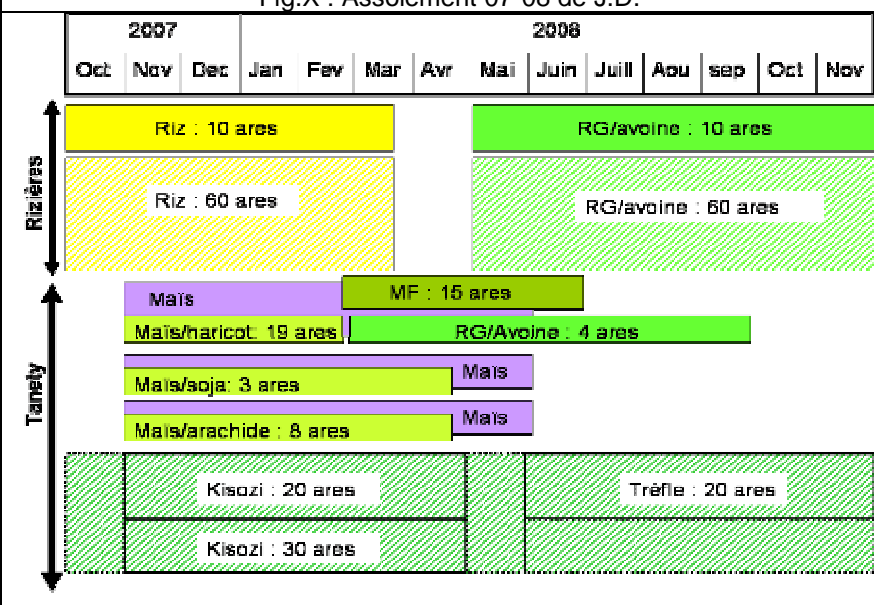 Fig.X : Assolement 07-08 de J.D.
2007 2008
Oct Nov Dec Jan Fev Mar Avr Mai Juin Juill Aou sep Oct Nov
Rizières
Riz : 10 ares RG/avoine : 10 ares
Riz : 60 ares RG/avoine : 60 ares
Tanety
Maïs MF : 15 ares
Maïs/haricot: 19 ares RG/Avoine : 4 ares
Maïs/soja: 3 ares Maïs
Maïs/arachide : 8 ares Maïs
Kisozi : 20 ares Trèfle : 20 ares
Kisozi : 30 ares